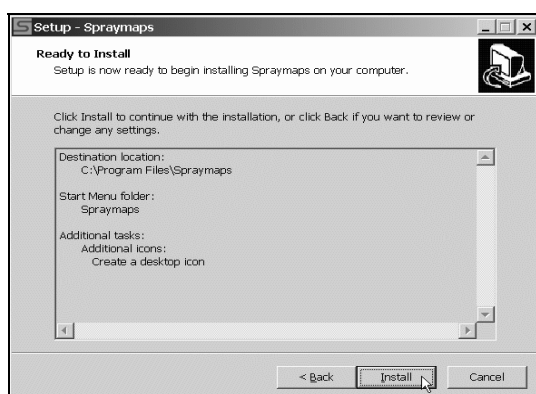 Setup - Spraymaps
Ready to Install
Setup is now ready to begin installing Spraymaps on your computer.
Click Install to continue with the installation, or click Back if you want to review or
change any settings.
Destination location:
C:\Program Files\Spraymaps
Start Menu folder:
Spraymaps
Additional tasks:
Additional icons:
Create a desktop icon
< Back
Install
Cancel